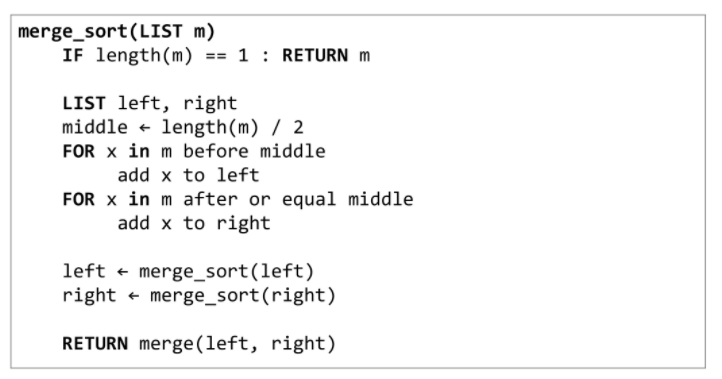 merge_sort(LIST m)
IF length(m) == 1 : RETURN m
LIST left, right
middle ← length(m) / 2
FOR x in m before middle
add x to left
FOR x in m after or equal middle
add x to right
left ← merge_sort(left)
right ← merge_sort(right)
RETURN merge(left, right)